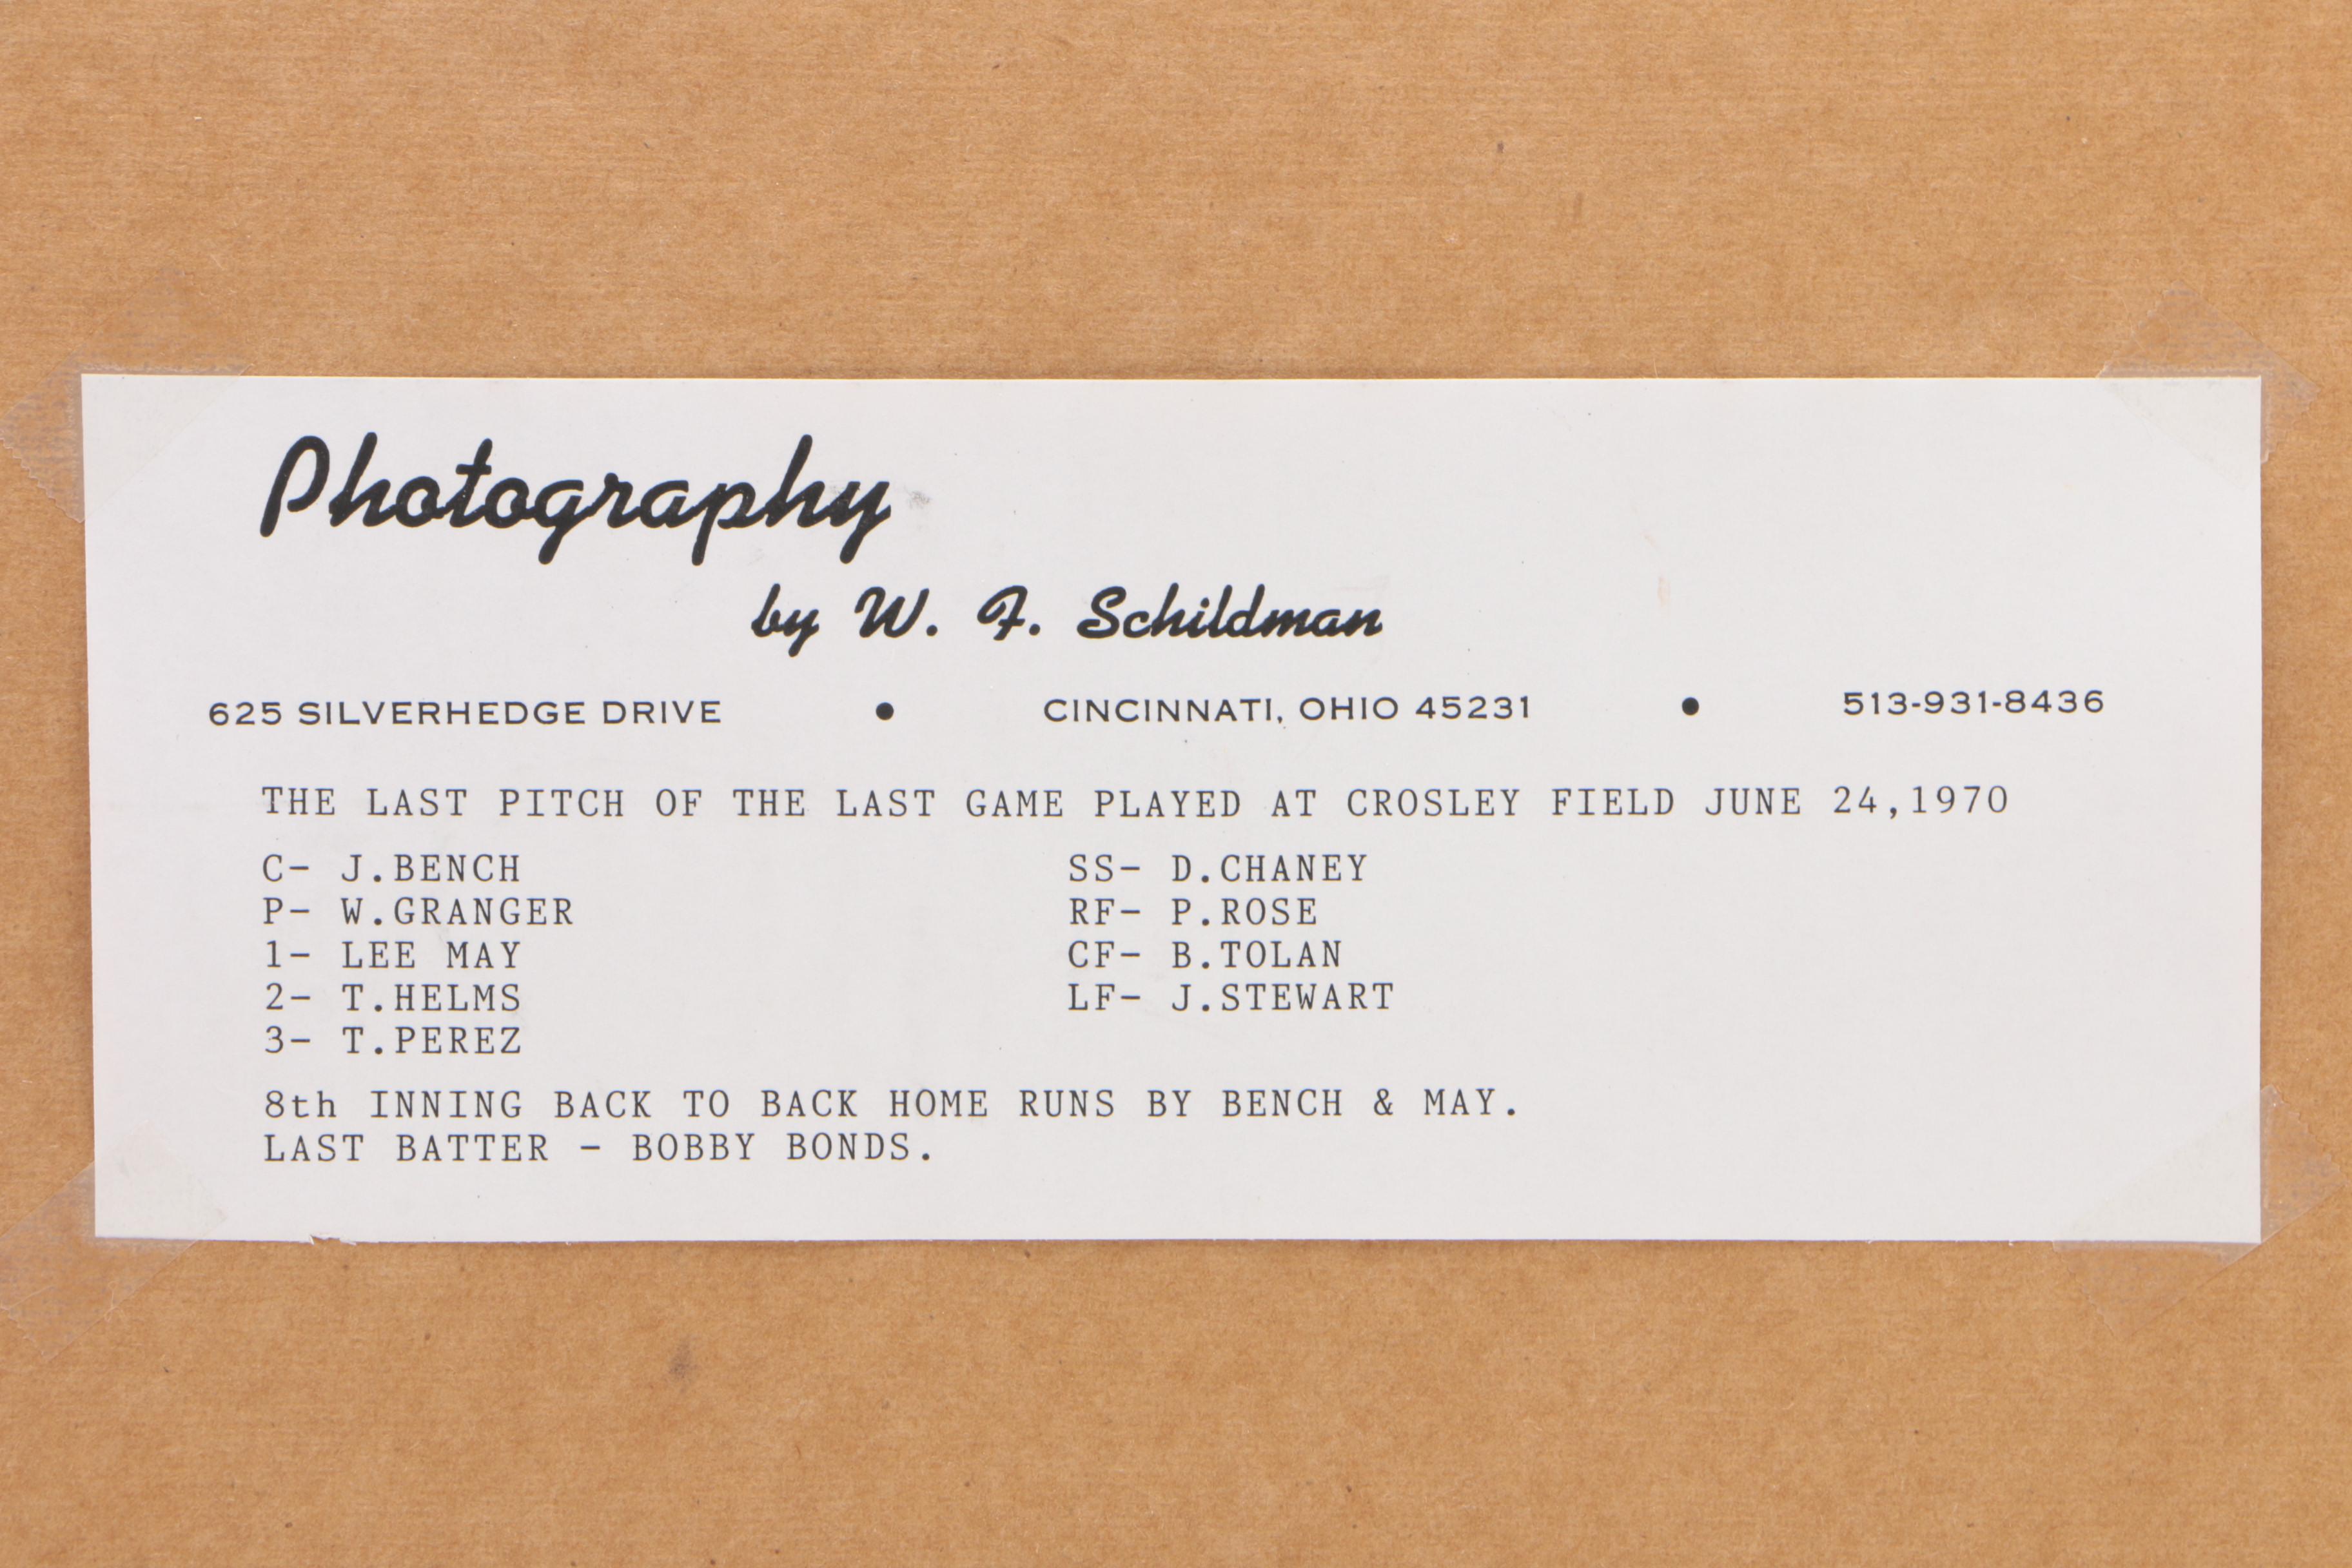 Photography
by W. F. Schildman
625 SILVERHEDGE DRIVE • CINCINNATI, OHIO 45231 • 513-931-8436
THE LAST PITCH OF THE LAST GAME PLAYED AT CROSLEY FIELD JUNE 24,1970
C- J.BENCH SS- D.CHANEY
P- W.GRANGER RF- P.ROSE
1- LEE MAY CF- B.TOLAN
2- T.HELMS LF- J.STEWART
3- T.PEREZ
8th INNING BACK TO BACK HOME RUNS BY BENCH & MAY.
LAST BATTER - BOBBY BONDS.